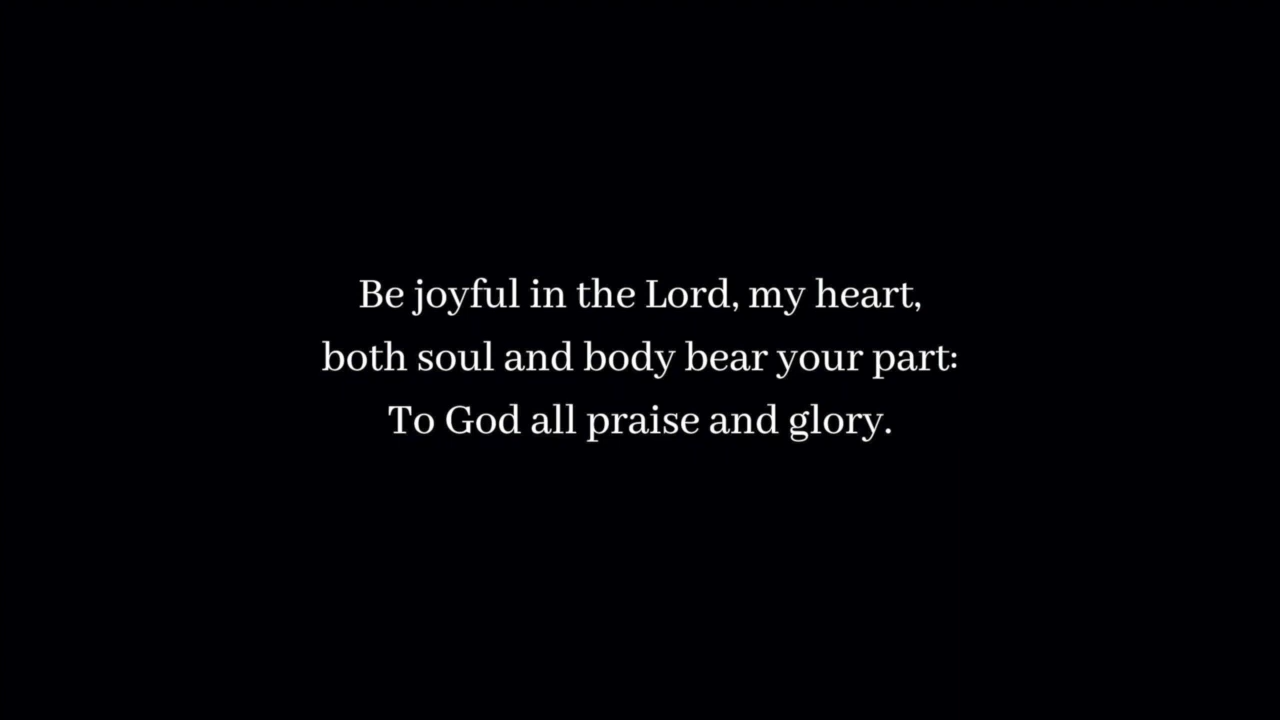 Be joyful in the Lord, my heart,
both soul and body bear your part:
To God all praise and glory.